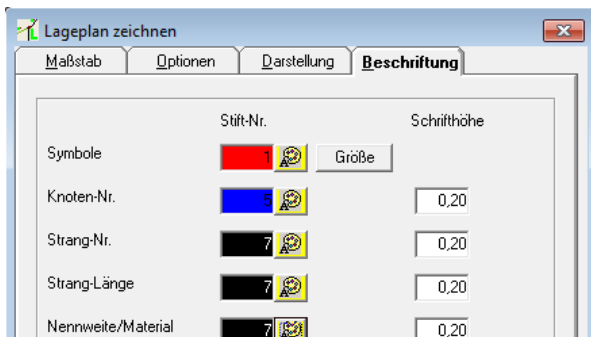 Lageplan zeichnen
Maßstab Optionen Darstellung Beschriftung
Stift-Nr. Schrifthöhe
Symbole 1 Größe
Knoten-Nr. 5 0,20
Strang-Nr. 7 0,20
Strang-Länge 7 0,20
Nennweite/Material 7 0,20